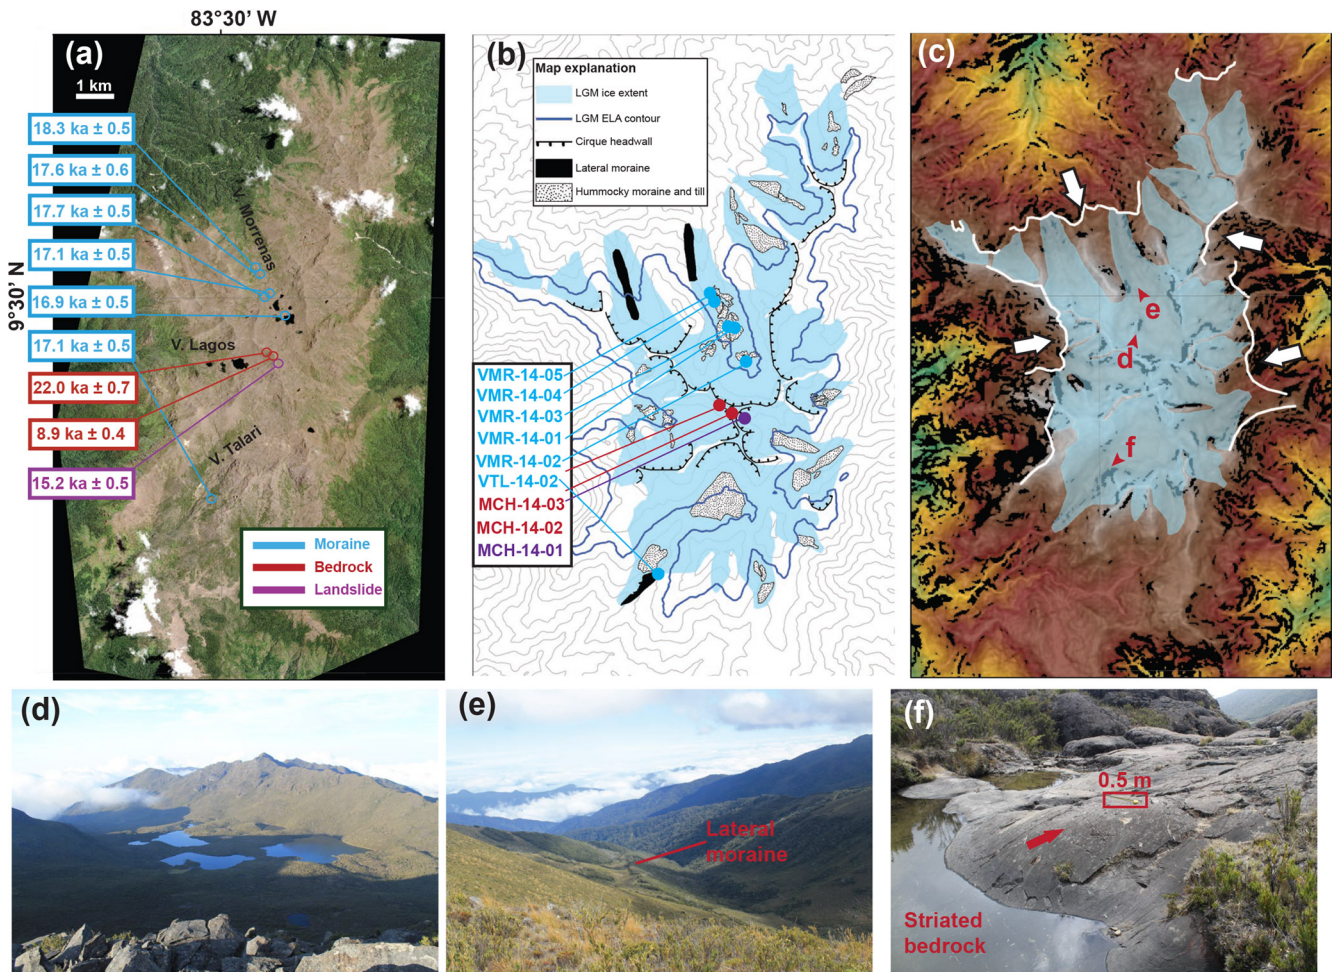 83°30’ W
9°30’ N
(a)
1 km
18.3 ka ± 0.5
17.6 ka ± 0.6
17.7 ka ± 0.5
17.1 ka ± 0.5
16.9 ka ± 0.5
17.1 ka ± 0.5
22.0 ka ± 0.7
8.9 ka ± 0.4
15.2 ka ± 0.5
V. Morrenas
V. Lagos
V. Talari
Moraine
Bedrock
Landslide
(b)
Map explanation
LGM ice extent
LGM ELA contour
Cirque headwall
Lateral moraine
Hummocky moraine and till
VMR-14-05
VMR-14-04
VMR-14-03
VMR-14-01
VMR-14-02
VTL-14-02
MCH-14-03
MCH-14-02
MCH-14-01
(c)
e
d
f
(d)
(e)
Lateral
moraine
(f)
0.5 m
Striated
bedrock